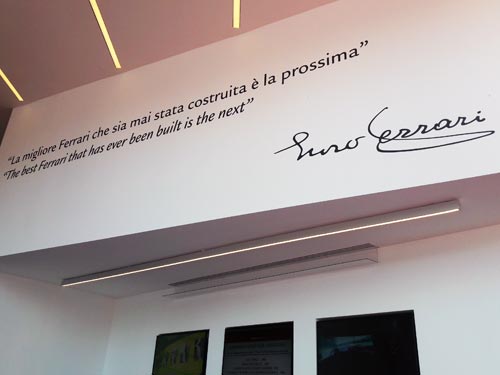 “La migliore Ferrari che sia mai stata costruita è la prossima”
“The best Ferrari that has ever been built is the next”
Enzo Ferrari